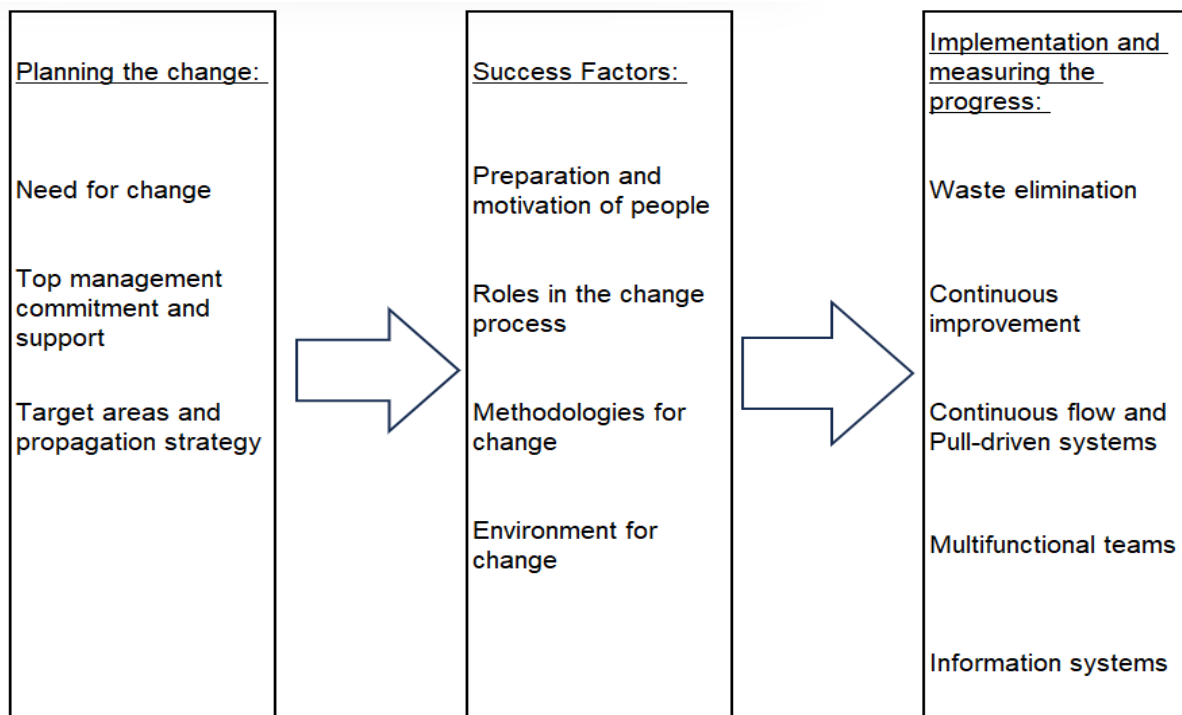 Planning the change:
Need for change
Top management
commitment and
support
Target areas and
propagation strategy
Success Factors:
Preparation and
motivation of people
Roles in the change
process
Methodologies for
change
Environment for
change
Implementation and
measuring the
progress:
Waste elimination
Continuous
improvement
Continuous flow and
Pull-driven systems
Multifunctional teams
Information systems